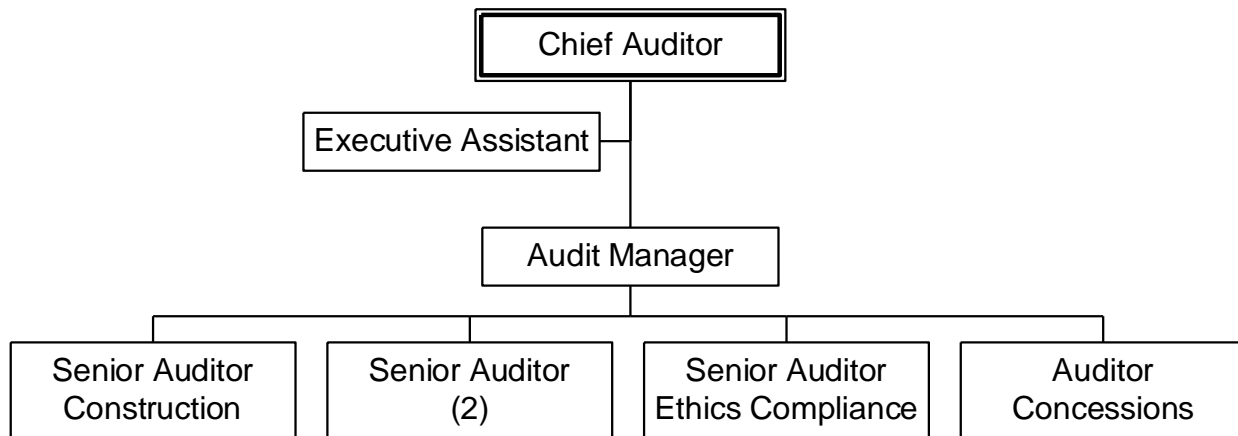 Chief Auditor
Executive Assistant
Audit Manager
Senior Auditor
Construction
Senior Auditor
(2)
Senior Auditor
Ethics Compliance
Auditor
Concessions